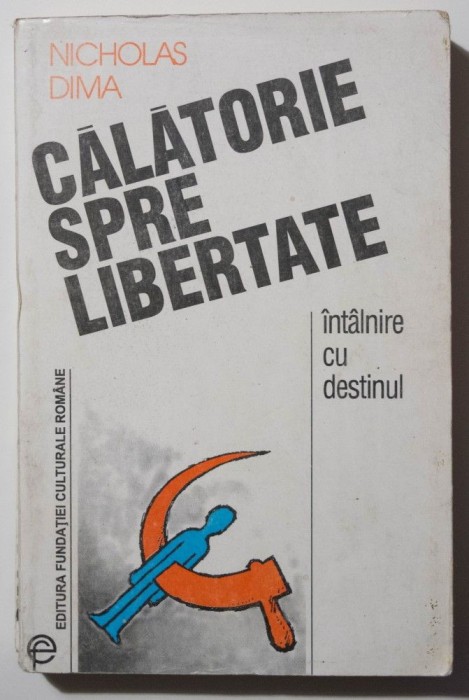 NICHOLAS
DIMA
CĂLĂTORIE
SPRE
LIBERTATE
întâlnire
cu
destinul
EDITURA FUNDAȚIEI CULTURALE ROMÂNE